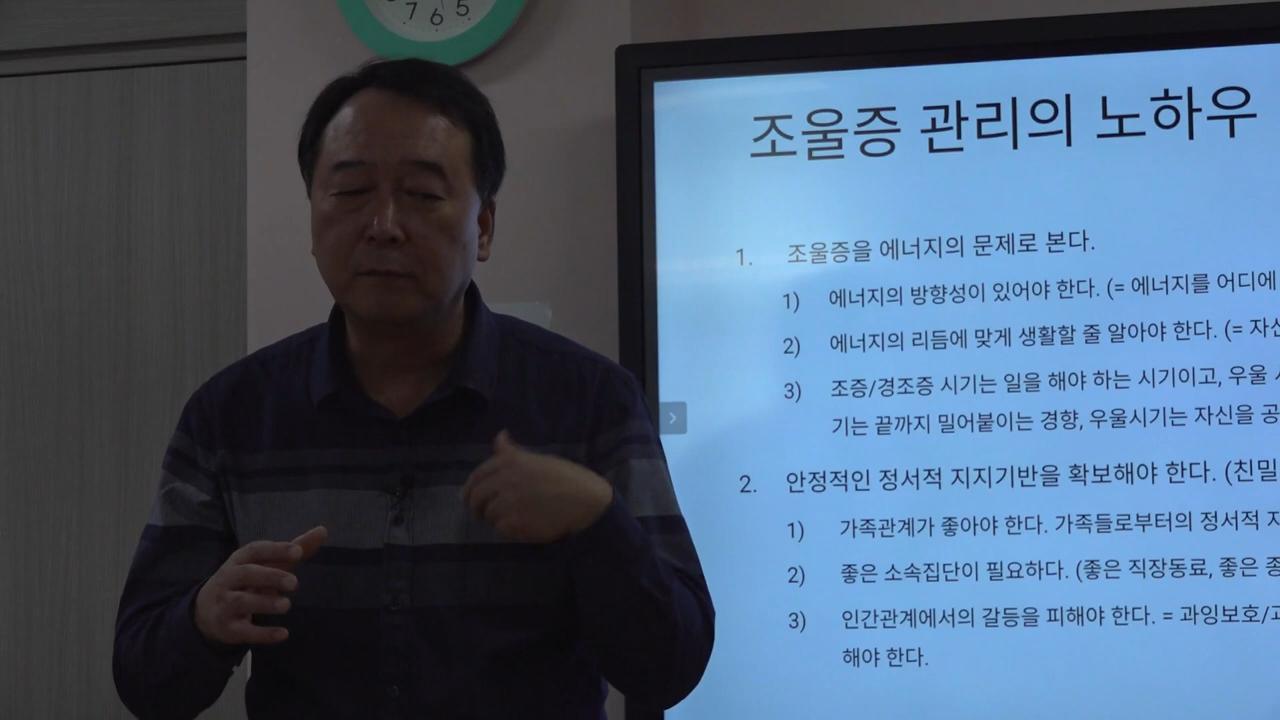 7 6 5
조울증 관리의 노하우
1. 조울증을 에너지의 문제로 본다.
1) 에너지의 방향성이 있어야 한다. (= 에너지를 어디에
2) 에너지의 리듬에 맞게 생활할 줄 알아야 한다. (= 자신
3) 조증/경조증 시기는 일을 해야 하는 시기이고, 우울
기는 끝까지 밀어붙이는 경향, 우울시기는 자신을 공
2. 안정적인 정서적 지지기반을 확보해야 한다. (친밀
1) 가족관계가 좋아야 한다. 가족들로부터의 정서적
2) 좋은 소속집단이 필요하다. (좋은 직장동료, 좋은
3) 인간관계에서의 갈등을 피해야 한다. = 과잉보호/
해야 한다.